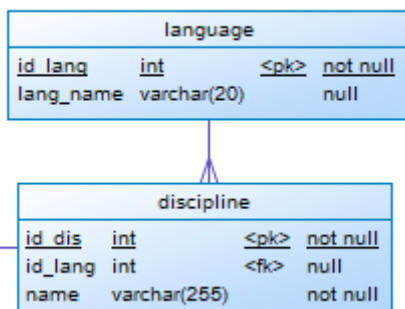 language
id_lang int <pk> not null
lang_name varchar(20) null
discipline
id_dis int <pk> not null
id_lang int <fk> null
name varchar(255) not null